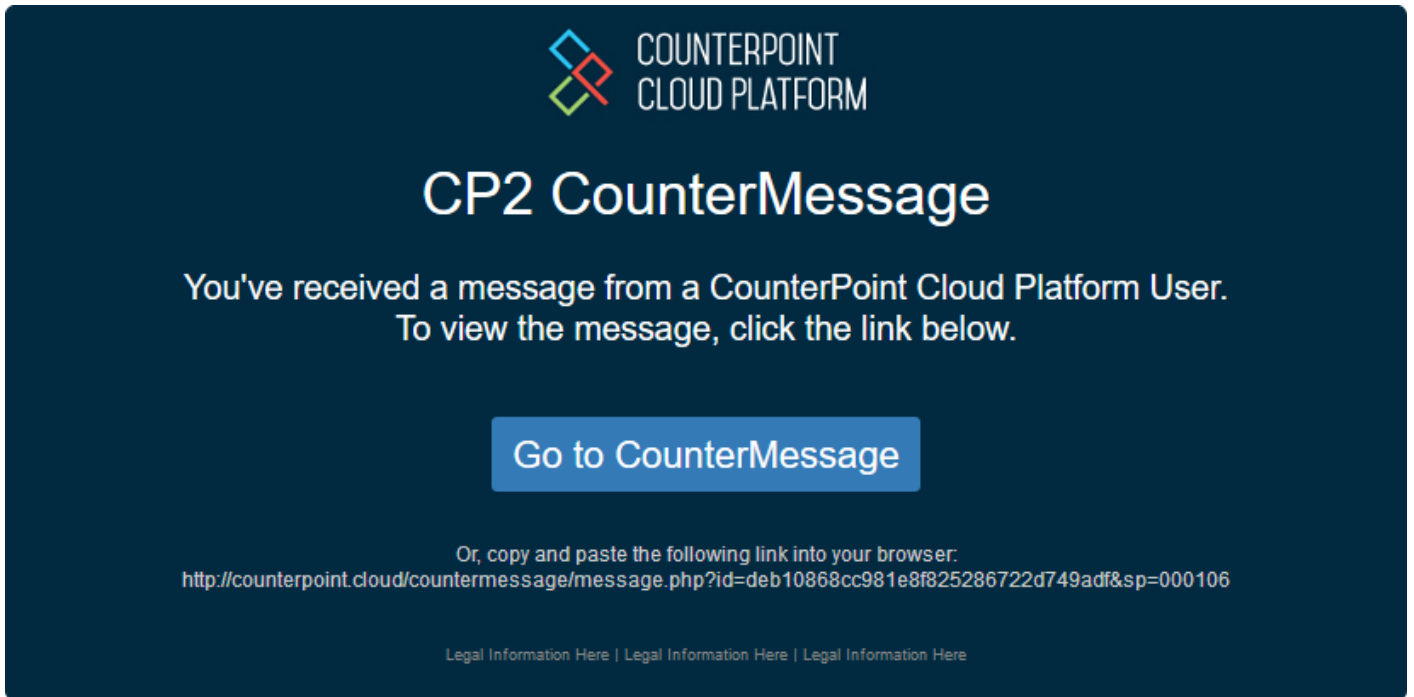 COUNTERPOINT
CLOUD PLATFORM
CP2 CounterMessage
You've received a message from a CounterPoint Cloud Platform User.
To view the message, click the link below.
Go to CounterMessage
Or, copy and paste the following link into your browser:
http://counterpoint.cloud/countermessage/message.php?id=deb10868cc981e8f825286722d749adf&sp=000106
Legal Information Here | Legal Information Here | Legal Information Here